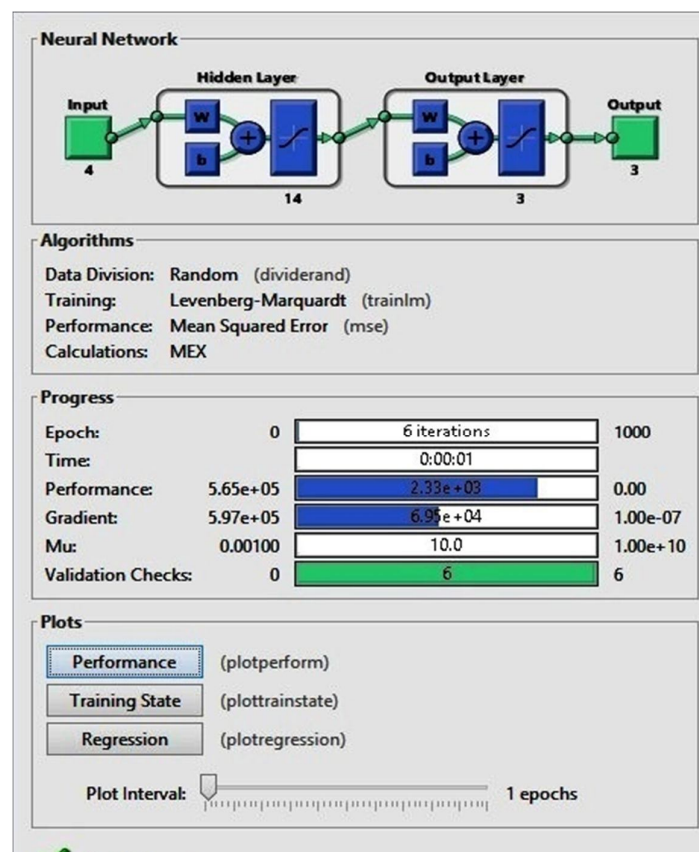 Neural Network
Hidden Layer
Output Layer
Input
Output
W
W
b
b
4
14
3
3
Algorithms
Data Division: Random (dividerand)
Training: Levenberg-Marquardt (trainlm)
Performance: Mean Squared Error (mse)
Calculations: MEX
Progress
Epoch: 0 6 iterations 1000
Time: 0:00:01
Performance: 5.65e+05 2.33e+03 0.00
Gradient: 5.97e+05 6.95e+04 1.00e-07
Mu: 0.00100 10.0 1.00e+10
Validation Checks: 0 6 6
Plots
Performance (plotperform)
Training State (plottrainstate)
Regression (plotregression)
Plot Interval: 1 epochs